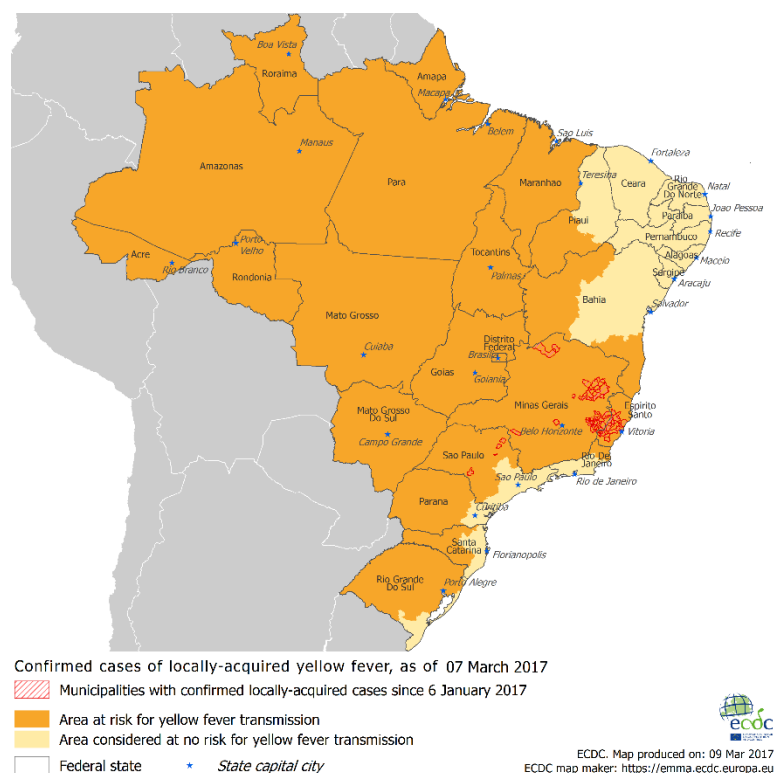 Boa Vista
Roraima
Amapa
Macapa
Belem
Manaus
Sao Luis
Fortaleza
Amazonas
Para
Maranhao
Teresina
Ceara
Rio
Grande
Do Norte
Natal
Joao Pessoa
Paraiba
Piaui
Recife
Pernambuco
Alagoas
Maceio
Sergipe
Aracaju
Acre
Porto
Velho
Rio Branco
Rondonia
Tocantins
Palmas
Bahia
Salvador
Mato Grosso
Cuiaba
Distrito
Federal
Brasilia
Goias
Goiania
Minas Gerais
Espirito
Santo
Mato Grosso
Do Sul
Campo Grande
Belo Horizonte
Vitoria
Sao Paulo
Rio De
Janeiro
Sao Paulo
Rio de Janeiro
Parana
Curitiba
Santa
Catarina
Florianopolis
Rio Grande
Do Sul
Porto Alegre
Confirmed cases of locally-acquired yellow fever, as of 07 March 2017
Municipalities with confirmed locally-acquired cases since 6 January 2017
Area at risk for yellow fever transmission
Area considered at no risk for yellow fever transmission
Federal state
State capital city
ecdc
ECDC. Map produced on: 09 Mar 2017
ECDC map maker: https://emma.ecdc.europa.eu